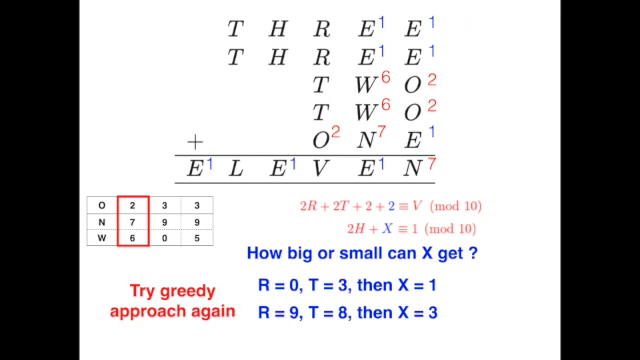 T H R E¹ E¹
T H R E¹ E¹
T W⁶ O²
T W⁶ O²
+ O² N⁷ E¹
E¹ L E¹ V E¹ N⁷
O 2 3 3
N 7 9 9
W 6 0 5
2R + 2T + 2 + 2 ≡ V (mod 10)
2H + X ≡ 1 (mod 10)
How big or small can X get ?
Try greedy
approach again
R = 0, T = 3, then X = 1
R = 9, T = 8, then X = 3